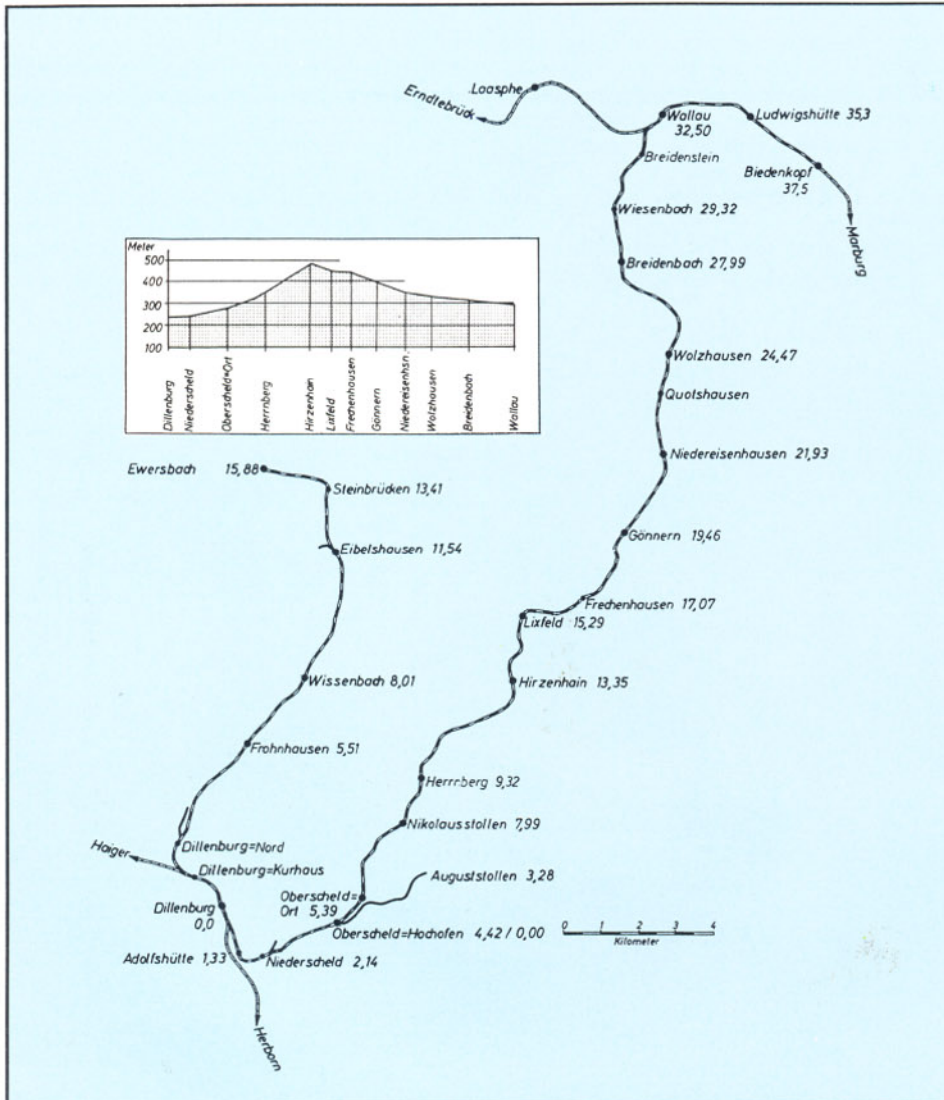 Laasphe
Erndtebrück
Wallau
32,50
Ludwigshütte 35,3
Breidenstein
Biedenkopf
37,5
Wiesenbach 29,32
Marburg
Breidenbach 27,99
Meter
500
400
300
200
100
Dillenburg
Niederscheld
Oberscheld=Ort
Herrnberg
Hirzenhain
Lixfeld
Frechenhausen
Gönnern
Niedereisenhsn.
Wolzhausen
Breidenbach
Wallau
Wolzhausen 24,47
Quotshausen
Niedereisenhausen 21,93
Ewersbach 15,88
Steinbrücken 13,41
Gönnern 19,46
Eibelshausen 11,54
Frechenhausen 17,07
Lixfeld 15,29
Wissenbach 8,01
Hirzenhain 13,35
Frohnhausen 5,51
Herrnberg 9,32
Nikolausstollen 7,99
Dillenburg=Nord
Haiger
Dillenburg=Kurhaus
Auguststollen 3,28
Oberscheld=
Ort 5,39
Dillenburg
0,0
Oberscheld=Hochofen 4,42 / 0,00
0 1 2 3 4
Kilometer
Adolfshütte 1,33
Niederscheld 2,14
Herborn